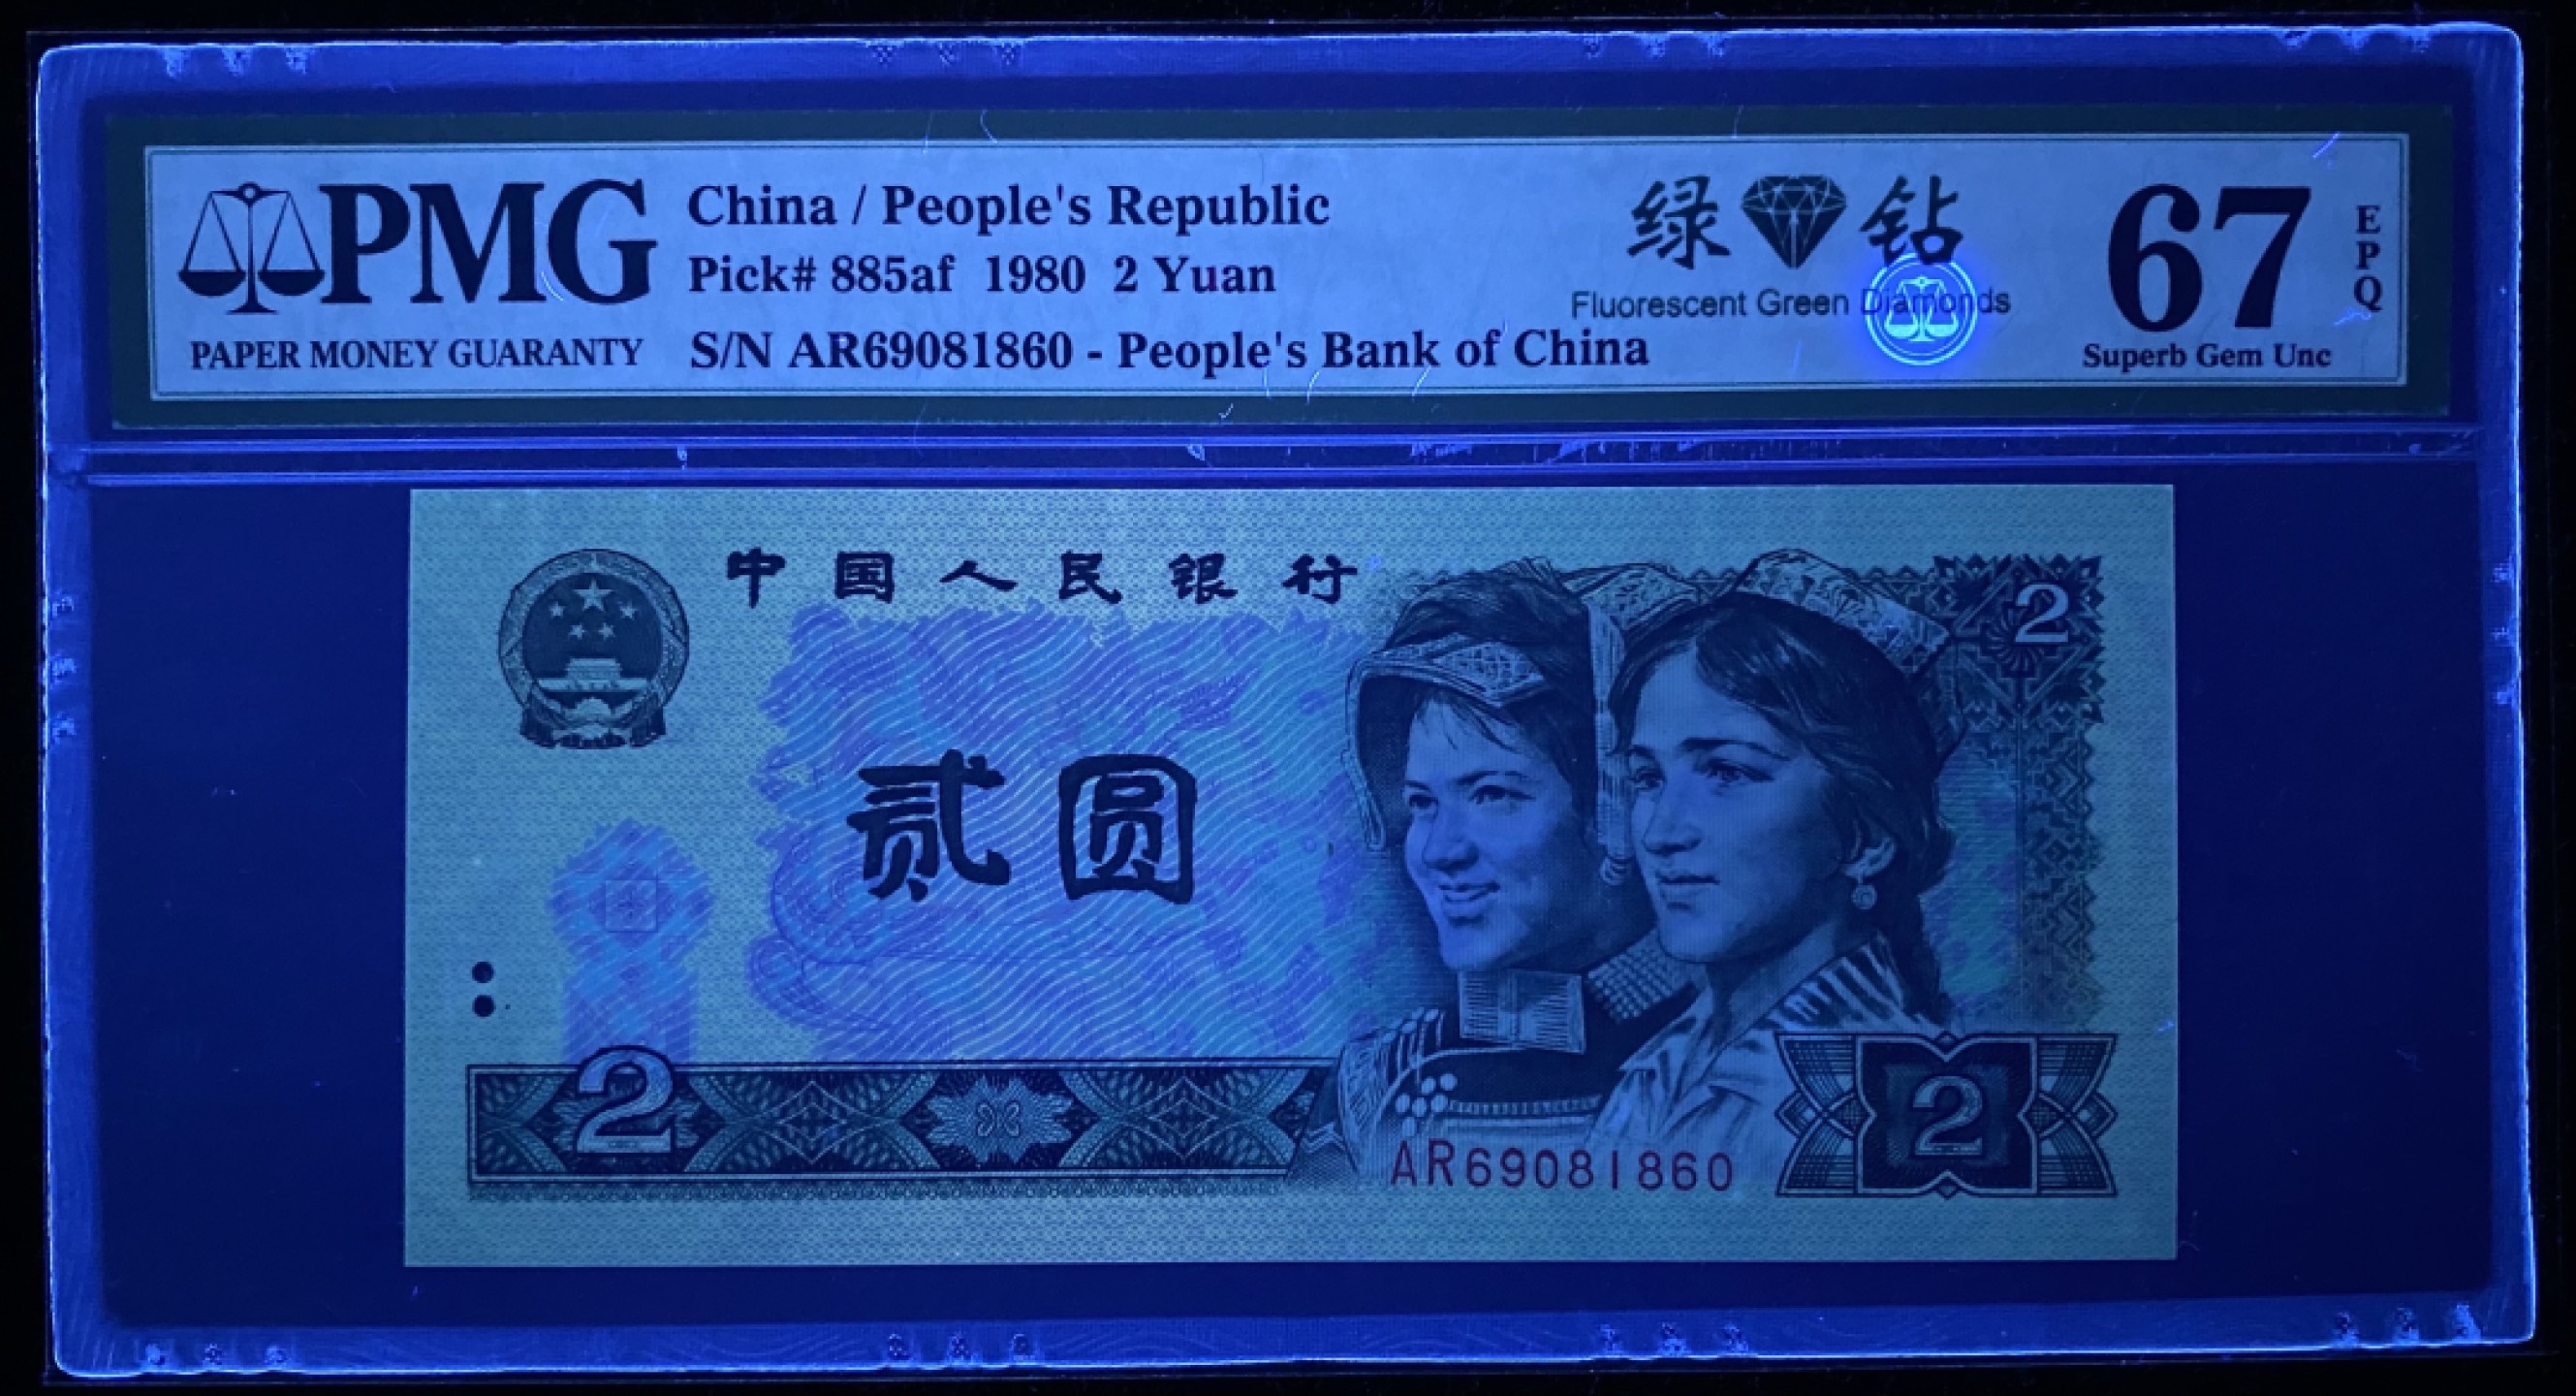 PMG
PAPER MONEY GUARANTY
China / People's Republic
Pick# 885af 1980 2 Yuan
S/N AR69081860 - People's Bank of China
绿 钻
Fluorescent Green Diamonds
67
EPQ
Superb Gem Unc
中国人民银行
2
贰圆
2
2
AR69081860